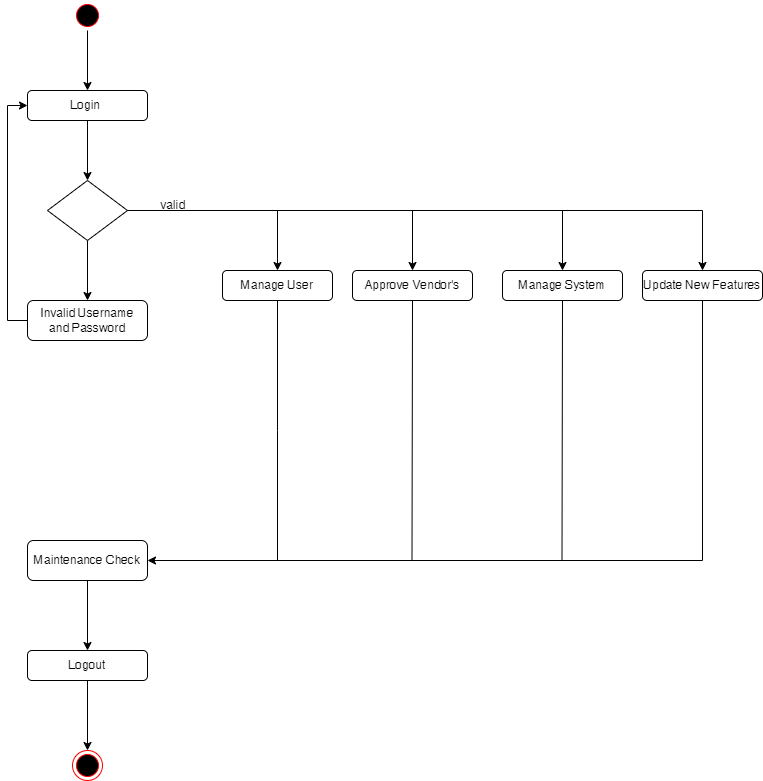 Login
valid
Manage User
Approve Vendor's
Manage System
Update New Features
Invalid Username
and Password
Maintenance Check
Logout